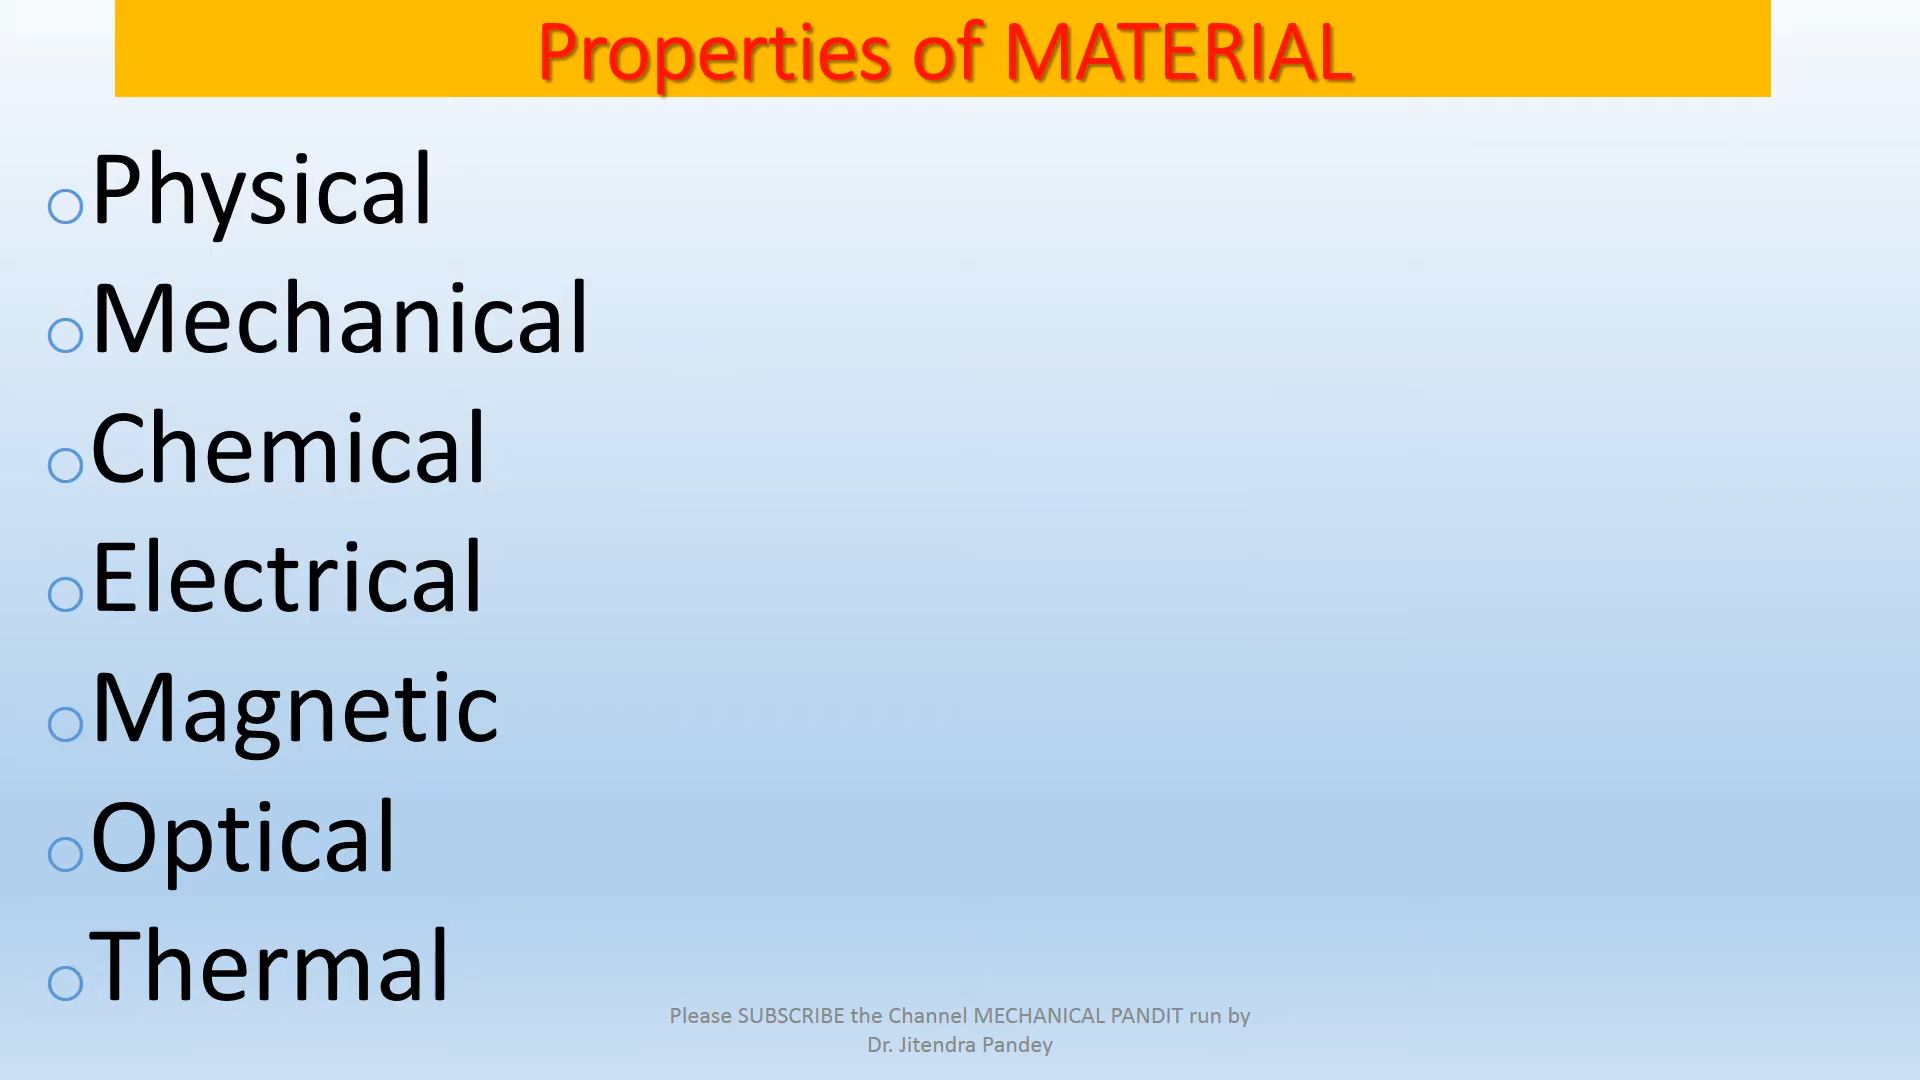 Properties of MATERIAL
Physical
Mechanical
Chemical
Electrical
Magnetic
Optical
Thermal
Please SUBSCRIBE the Channel MECHANICAL PANDIT run by
Dr. Jitendra Pandey